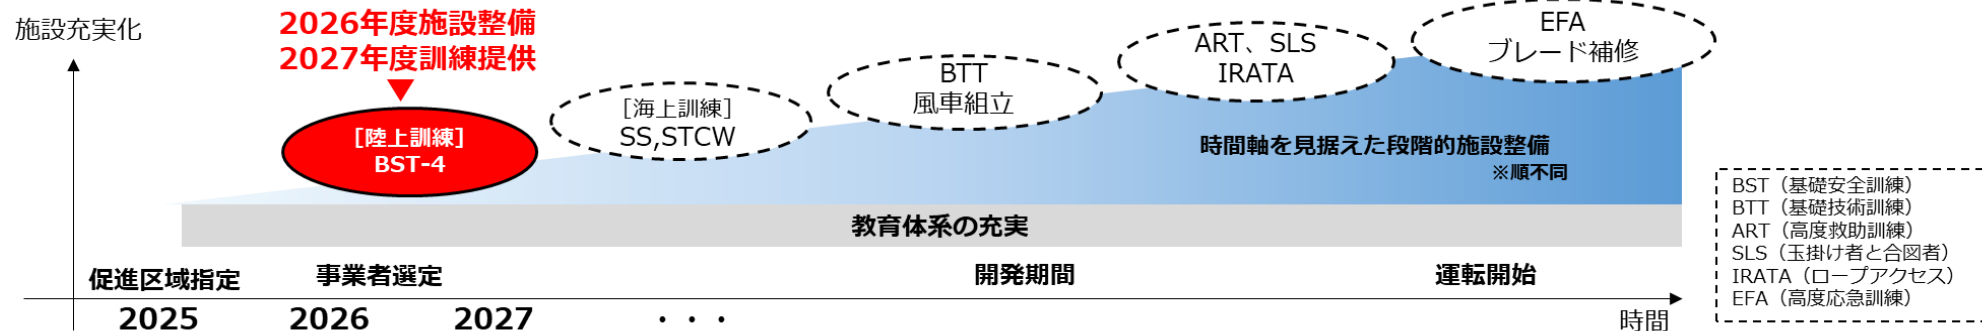 施設充実化
2026年度施設整備
2027年度訓練提供
[陸上訓練]
BST-4
[海上訓練]
SS,STCW
BTT
風車組立
ART、SLS
IRATA
EFA
ブレード補修
時間軸を見据えた段階的施設整備
※順不同
教育体系の充実
促進区域指定
事業者選定
開発期間
運転開始
2025
2026
2027
・・・
時間
BST（基礎安全訓練）
BTT（基礎技術訓練）
ART（高度救助訓練）
SLS（玉掛け者と合図者）
IRATA（ロープアクセス）
EFA（高度応急訓練）